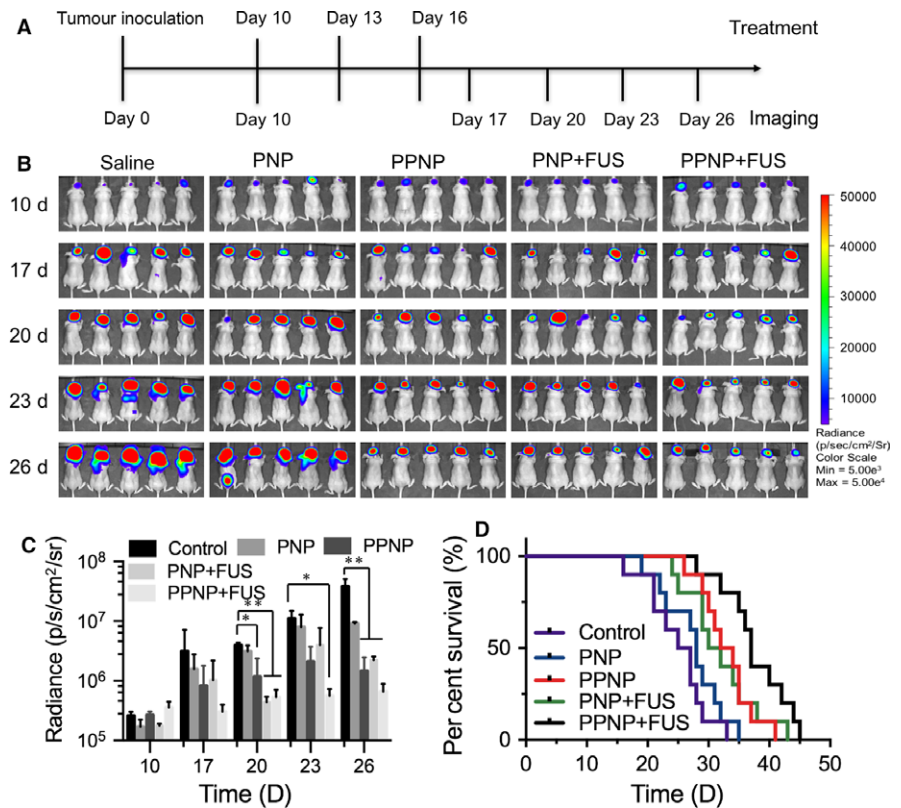 A
Tumour inoculation Day 10 Day 13 Day 16
Treatment
Day 0 Day 10 Day 17 Day 20 Day 23 Day 26 Imaging
B
Saline PNP PPNP PNP+FUS PPNP+FUS
10 d
17 d
20 d
23 d
26 d
50000
40000
30000
20000
10000
Radiance
(p/sec/cm²/Sr)
Color Scale
Min = 5.00e³
Max = 5.00e⁴
C
Control PNP PPNP
PNP+FUS
PPNP+FUS
Radiance (p/s/cm²/sr)
10⁸
10⁷
10⁶
10⁵
**
*
*
**
10 17 20 23 26
Time (D)
D
Per cent survival (%)
100
50
0
Control
PNP
PPNP
PNP+FUS
PPNP+FUS
0 10 20 30 40 50
Time (D)